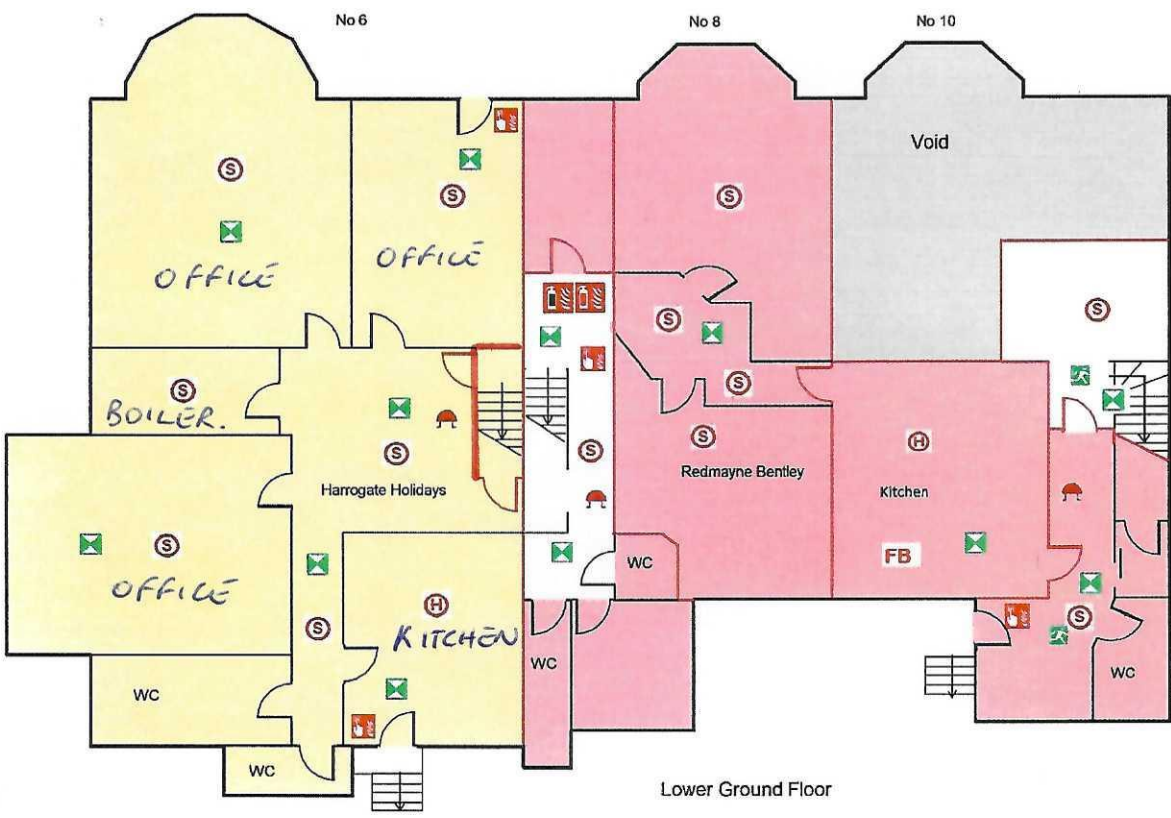 No 6
No 8
No 10
Void
S
S
S
OFFICE
OFFICE
S
S
S
S
BOILER.
S
S
S
H
Harrogate Holidays
Redmayne Bentley
Kitchen
S
OFFICE
FB
WC
H
S
KITCHEN
S
WC
WC
WC
WC
Lower Ground Floor